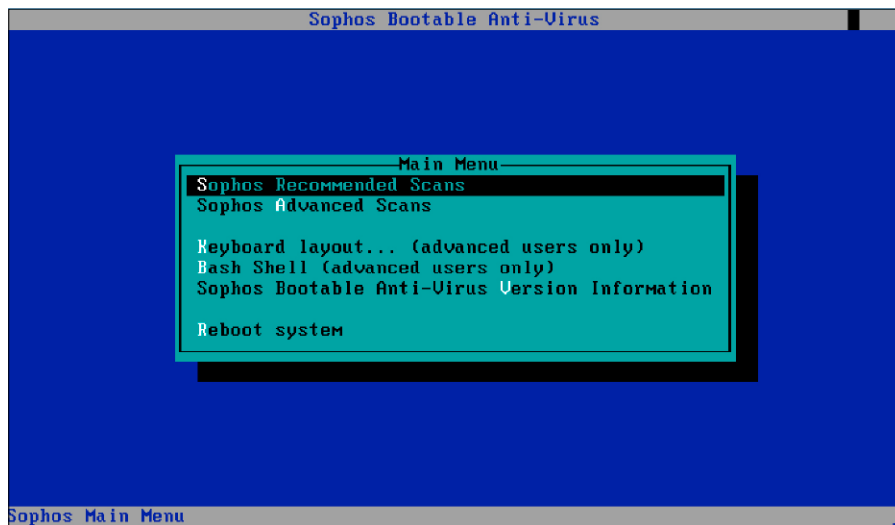 Sophos Bootable Anti-Virus
Main Menu
Sophos Recommended Scans
Sophos Advanced Scans
Keyboard layout... (advanced users only)
Bash Shell (advanced users only)
Sophos Bootable Anti-Virus Version Information
Reboot system
Sophos Main Menu